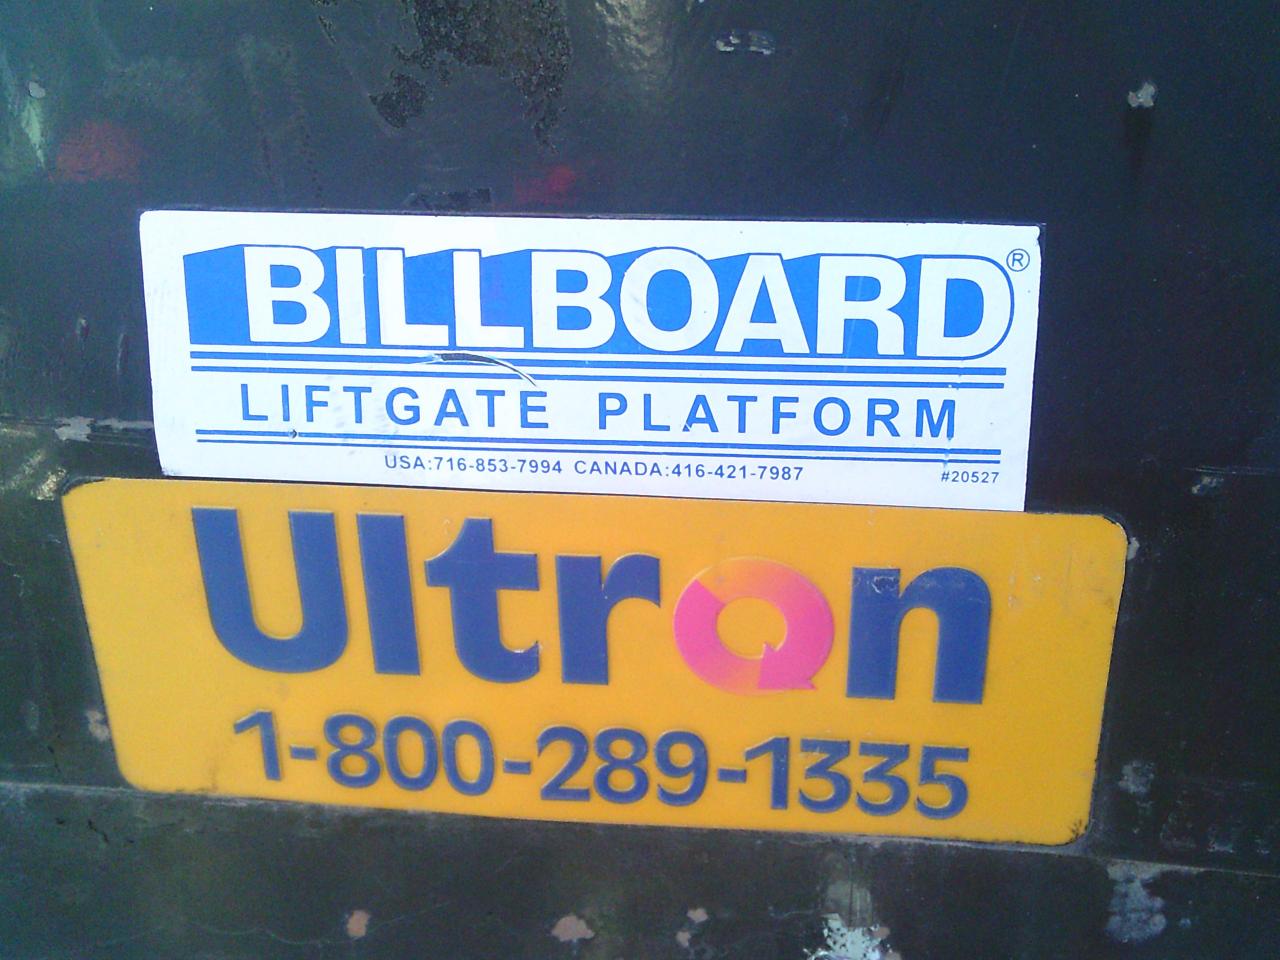 BILLBOARD®
LIFTGATE PLATFORM
USA:716-853-7994 CANADA:416-421-7987 #20527
Ultron
1-800-289-1335